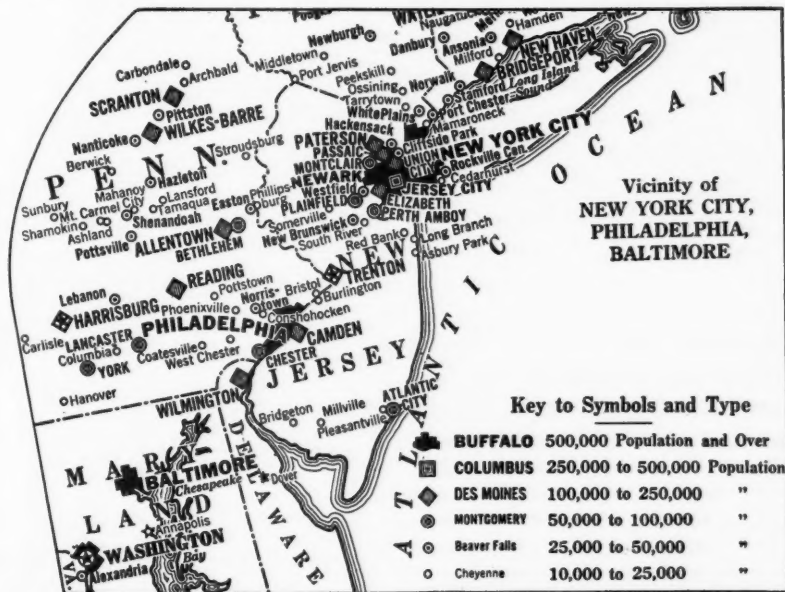 Newburgh
Danbury
Naugatuck
Ansonia
Hamden
NEW HAVEN
BRIDGEPORT
Milford
Carbondale
Archbald
Middletown
Port Jervis
Peekskill
Ossining
Tarrytown
Norwalk
Stamford
Long Island
Sound
Port Chester
White Plains
Mamaroneck
SCRANTON
Pittston
WILKES-BARRE
Nanticoke
Berwick
Stroudsburg
Hackensack
PATERSON
PASSAIC
MONTCLAIR
NEWARK
Cliffside Park
UNION CITY
NEW YORK CITY
Rockville Cen.
Cedarhurst
JERSEY CITY
ELIZABETH
PERTH AMBOY
PENN.
Hazleton
Mahanoy City
Lansford
Tamaqua
Sunbury
Mt. Carmel
Shamokin
Ashland
Shenandoah
Pottsville
Easton
Phillipsburg
ALLENTOWN
BETHLEHEM
Westfield
PLAINFIELD
Somerville
New Brunswick
South River
Red Bank
Long Branch
Asbury Park
ATLANTIC OCEAN
Vicinity of
NEW YORK CITY,
PHILADELPHIA,
BALTIMORE
READING
Pottstown
Lebanon
HARRISBURG
Phoenixville
Norris-
town
Bristol
TRENTON
Burlington
Conshohocken
PHILADELPHIA
CAMDEN
Carlisle
LANCASTER
Columbia
Coatesville
West Chester
CHESTER
YORK
Hanover
NEW JERSEY
WILMINGTON
Bridgeton
Millville
Pleasantville
ATLANTIC CITY
MARY-
LAND
BALTIMORE
Chesapeake
Bay
Annapolis
WASHINGTON
Alexandria
VA.
DELAWARE
Dover
Key to Symbols and Type
BUFFALO 500,000 Population and Over
COLUMBUS 250,000 to 500,000 Population
DES MOINES 100,000 to 250,000 "
MONTGOMERY 50,000 to 100,000 "
Beaver Falls 25,000 to 50,000 "
Cheyenne 10,000 to 25,000 "